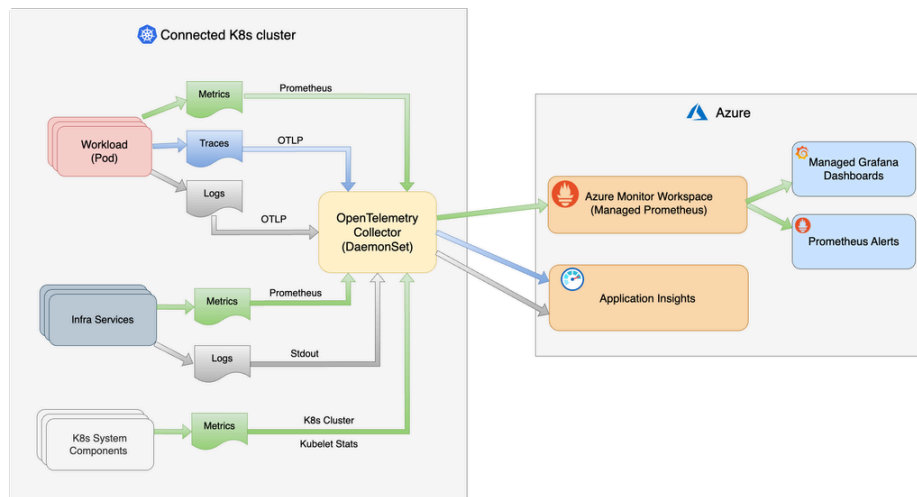 Connected K8s cluster
Metrics
Prometheus
Workload
(Pod)
Traces
OTLP
Logs
OTLP
OpenTelemetry
Collector
(DaemonSet)
Infra Services
Metrics
Prometheus
Logs
Stdout
K8s System
Components
Metrics
K8s Cluster
Kubelet Stats
Azure
Azure Monitor Workspace
(Managed Prometheus)
Managed Grafana
Dashboards
Prometheus Alerts
Application Insights